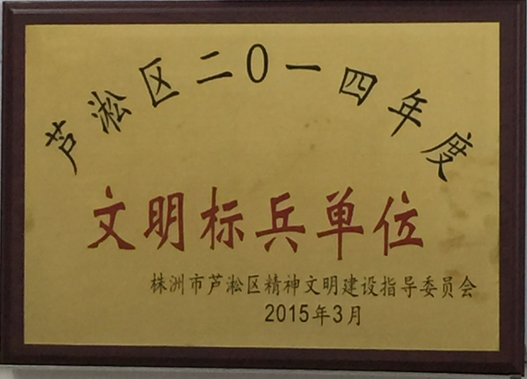 芦淞区二0一四年度
文明标兵单位
株洲市芦淞区精神文明建设指导委员会
2015年3月